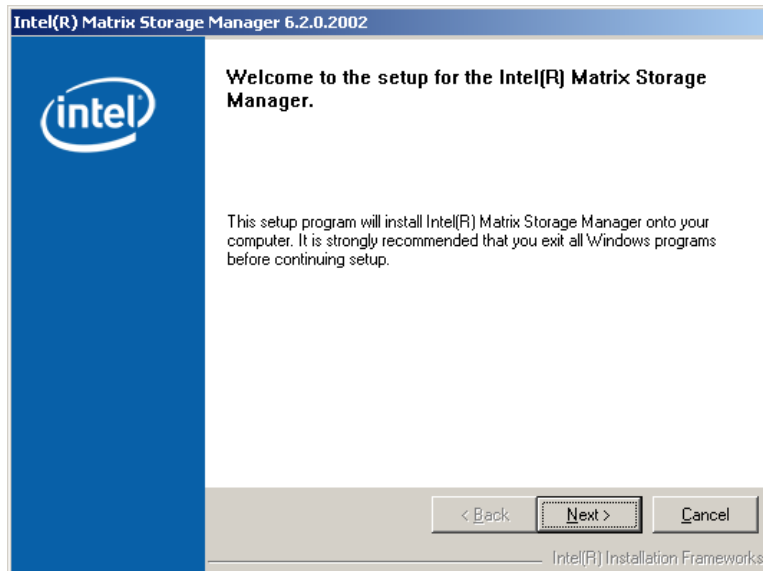 Intel(R) Matrix Storage Manager 6.2.0.2002
intel
Welcome to the setup for the Intel(R) Matrix Storage
Manager.
This setup program will install Intel(R) Matrix Storage Manager onto your
computer. It is strongly recommended that you exit all Windows programs
before continuing setup.
< Back
Next >
Cancel
Intel(R) Installation Frameworks